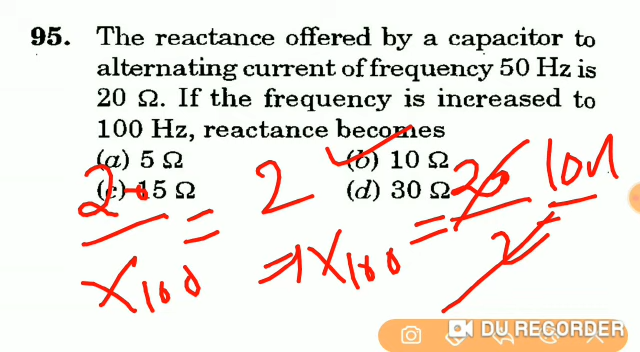 95. The reactance offered by a capacitor to
alternating current of frequency 50 Hz is
20 Ω. If the frequency is increased to
100 Hz, reactance becomes
(a) 5 Ω (b) 10 Ω
(c) 15 Ω (d) 30 Ω
20 / X100 = 2 ⇒ X100 = 20 / 2 = 10
DU RECORDER